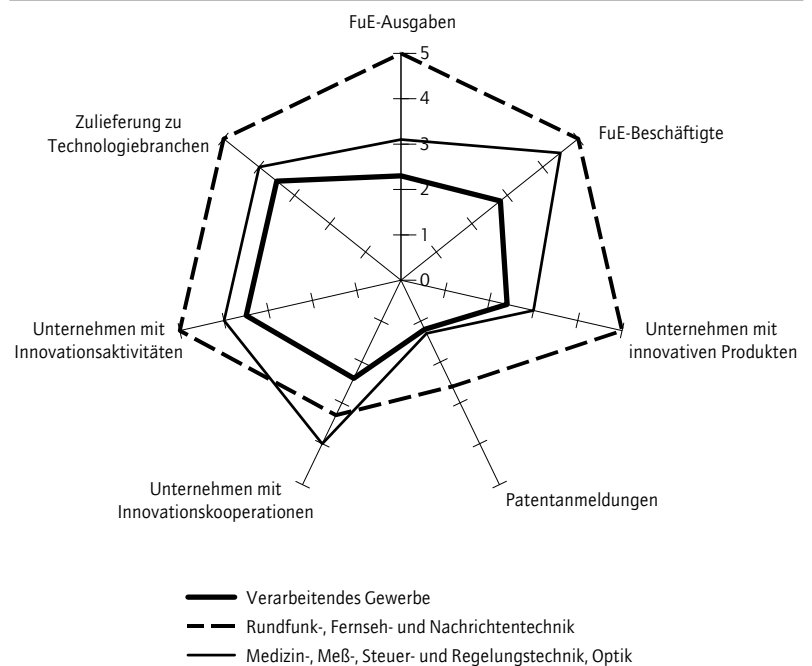 FuE-Ausgaben
5
4
3
2
1
0
Zulieferung zu
Technologiebranchen
FuE-Beschäftigte
Unternehmen mit
Innovationsaktivitäten
Unternehmen mit
innovativen Produkten
Unternehmen mit
Innovationskooperationen
Patentanmeldungen
Verarbeitendes Gewerbe
Rundfunk-, Fernseh- und Nachrichtentechnik
Medizin-, Meß-, Steuer- und Regelungstechnik, Optik